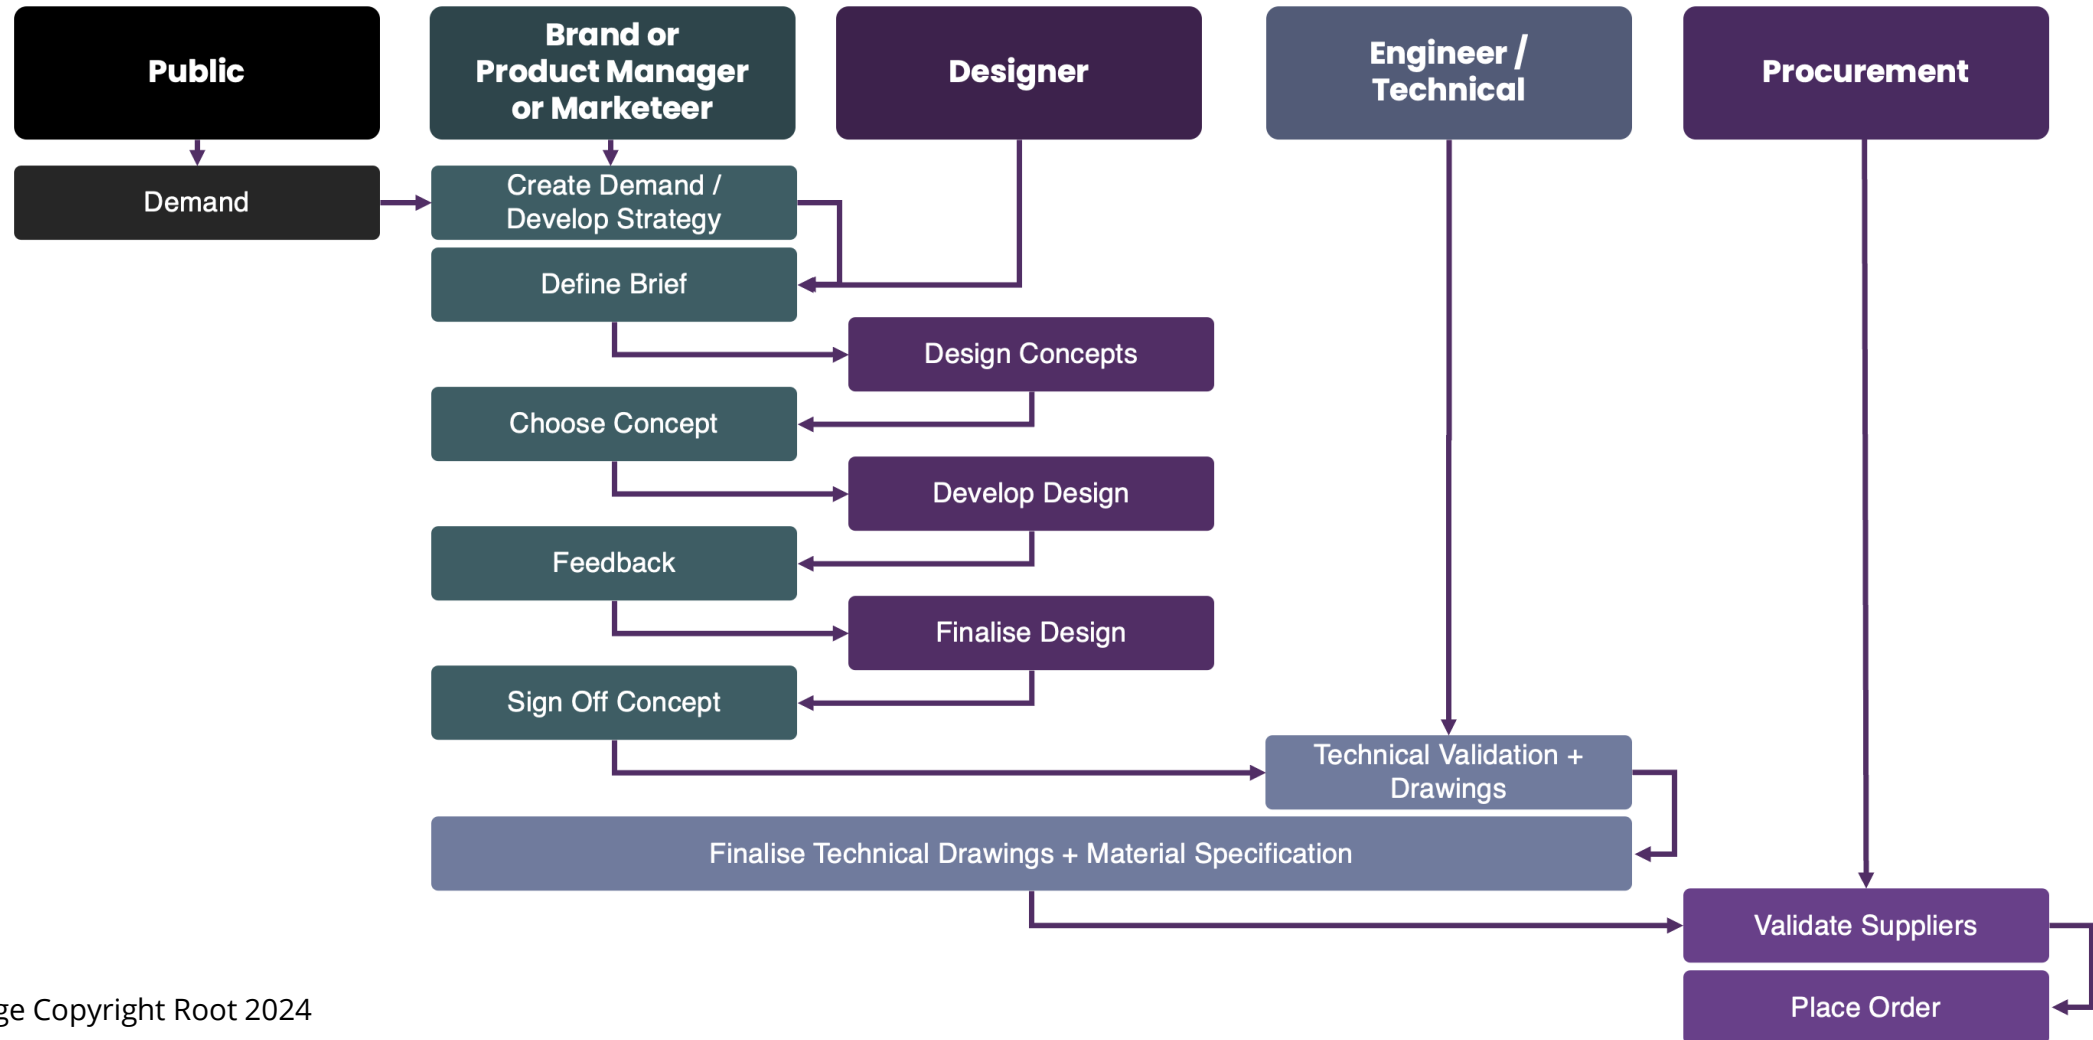 Public
Brand or
Product Manager
or Marketeer
Designer
Engineer /
Technical
Procurement
Demand
Create Demand /
Develop Strategy
Define Brief
Design Concepts
Choose Concept
Develop Design
Feedback
Finalise Design
Sign Off Concept
Technical Validation +
Drawings
Finalise Technical Drawings + Material Specification
Validate Suppliers
Place Order
ge Copyright Root 2024